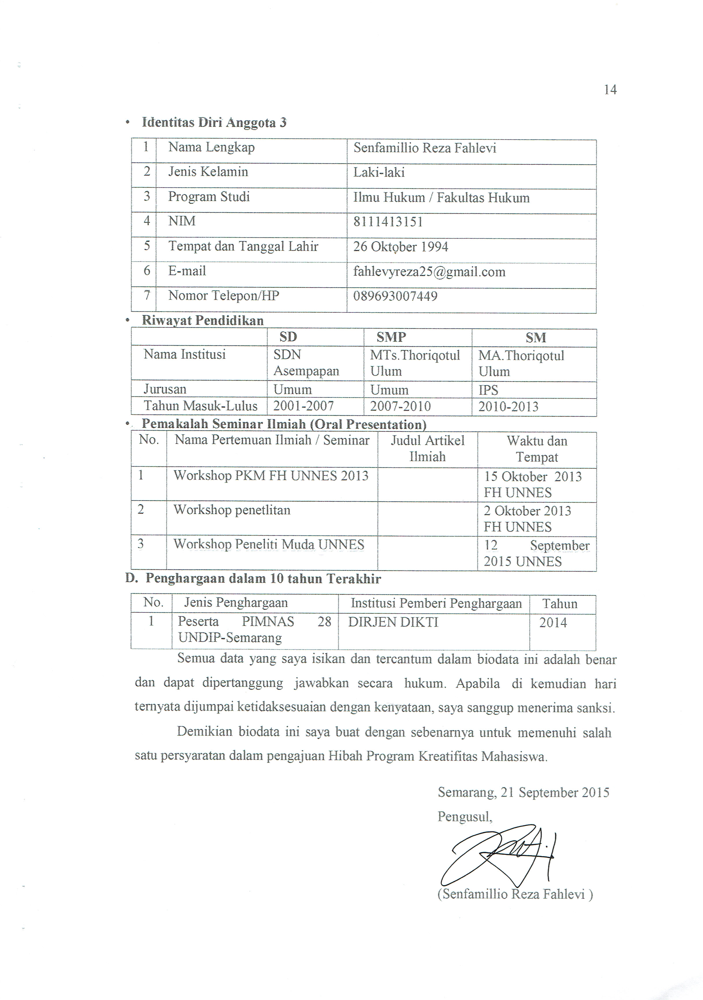 14
• Identitas Diri Anggota 3
1 Nama Lengkap Senfamillio Reza Fahlevi
2 Jenis Kelamin Laki-laki
3 Program Studi Ilmu Hukum / Fakultas Hukum
4 NIM 8111413151
5 Tempat dan Tanggal Lahir 26 Oktober 1994
6 E-mail fahlevyreza25@gmail.com
7 Nomor Telepon/HP 089693007449
• Riwayat Pendidikan
SD SMP SM
Nama Institusi SDN MTs.Thoriqotul MA.Thoriqotul
Asempapan Ulum Ulum
Jurusan Umum Umum IPS
Tahun Masuk-Lulus 2001-2007 2007-2010 2010-2013
• Pemakalah Seminar Ilmiah (Oral Presentation)
No. Nama Pertemuan Ilmiah / Seminar Judul Artikel Waktu dan
Ilmiah Tempat
1 Workshop PKM FH UNNES 2013 15 Oktober 2013
FH UNNES
2 Workshop penetlitan 2 Oktober 2013
FH UNNES
3 Workshop Peneliti Muda UNNES 12 September
2015 UNNES
D. Penghargaan dalam 10 tahun Terakhir
No. Jenis Penghargaan Institusi Pemberi Penghargaan Tahun
1 Peserta PIMNAS 28 DIRJEN DIKTI 2014
UNDIP-Semarang
Semua data yang saya isikan dan tercantum dalam biodata ini adalah benar
dan dapat dipertanggung jawabkan secara hukum. Apabila di kemudian hari
ternyata dijumpai ketidaksesuaian dengan kenyataan, saya sanggup menerima sanksi.
Demikian biodata ini saya buat dengan sebenarnya untuk memenuhi salah
satu persyaratan dalam pengajuan Hibah Program Kreatifitas Mahasiswa.
Semarang, 21 September 2015
Pengusul,
(Senfamillio Reza Fahlevi )